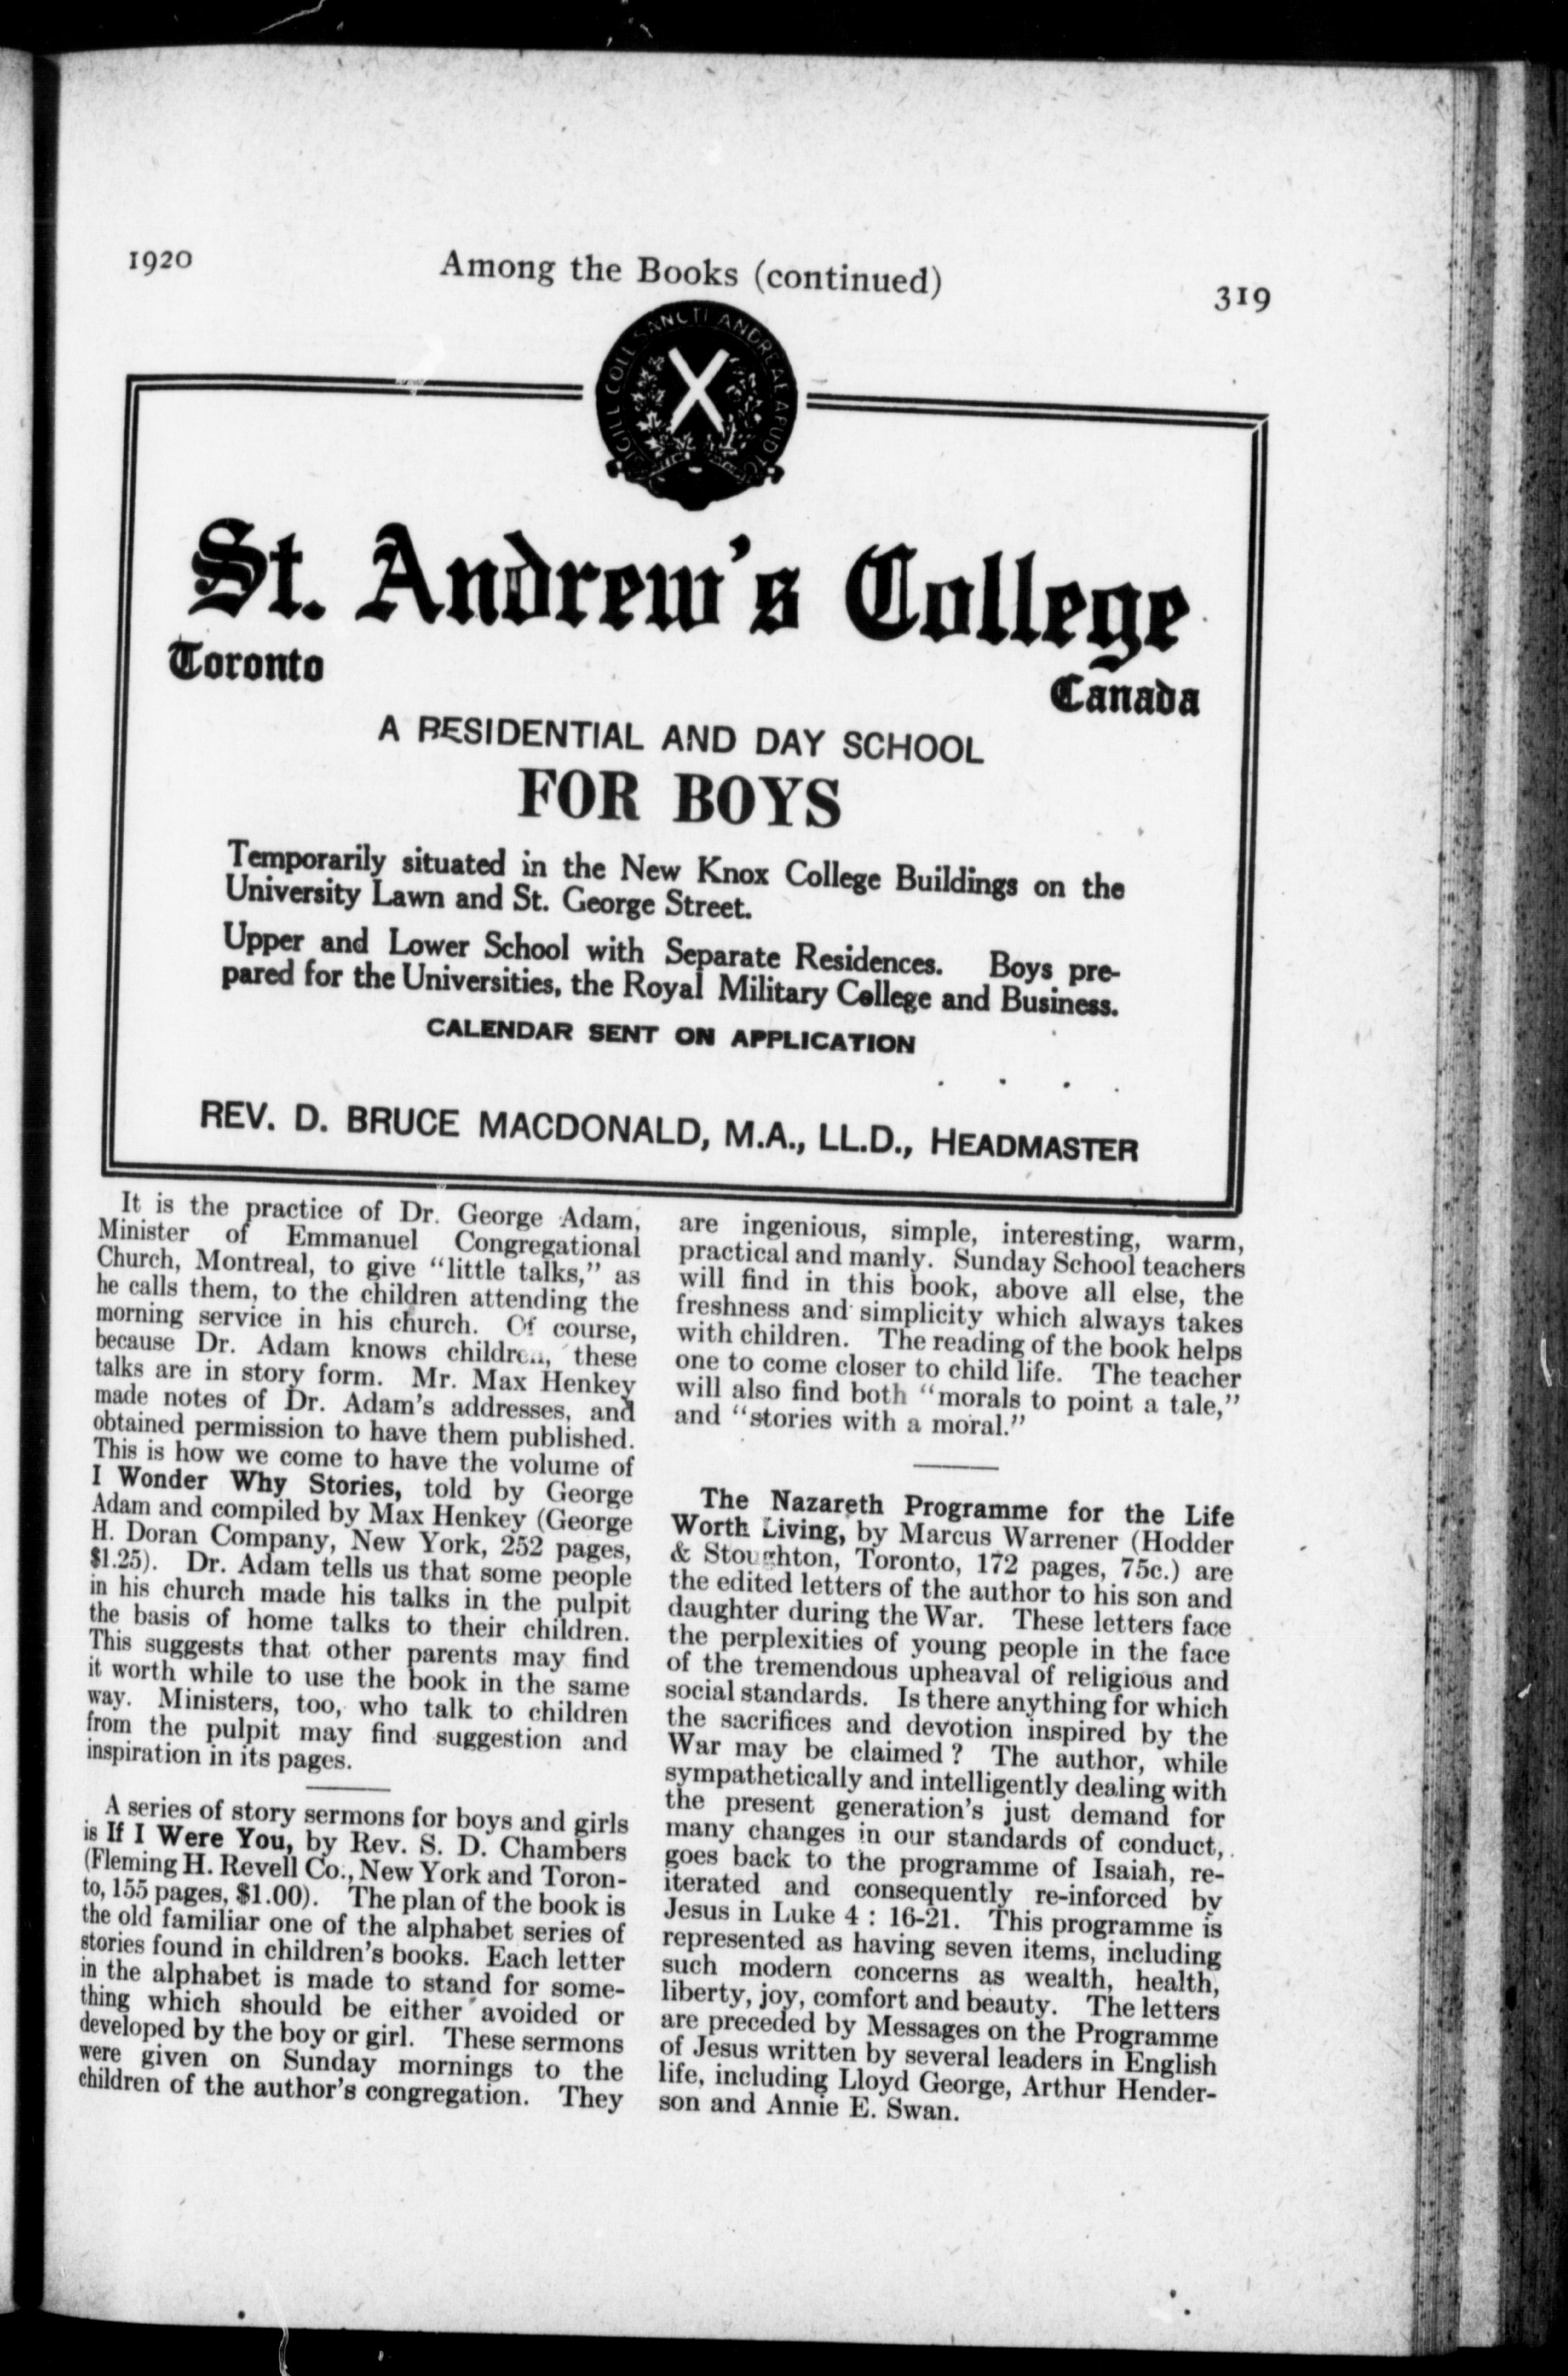 1920
Among the Books (continued)
319
SIGILL COLL SANCTI ANDREAE APUD
St. Andrew's College
Toronto
Canada
A RESIDENTIAL AND DAY SCHOOL
FOR BOYS
Temporarily situated in the New Knox College Buildings on the
University Lawn and St. George Street.
Upper and Lower School with Separate Residences. Boys pre-
pared for the Universities, the Royal Military College and Business.
CALENDAR SENT ON APPLICATION
REV. D. BRUCE MACDONALD, M.A., LL.D., HEADMASTER
It is the practice of Dr. George Adam,
Minister of Emmanuel Congregational
Church, Montreal, to give "little talks," as
he calls them, to the children attending the
morning service in his church. Of course,
because Dr. Adam knows children, these
talks are in story form. Mr. Max Henkey
made notes of Dr. Adam's addresses, and
obtained permission to have them published.
This is how we come to have the volume of
I Wonder Why Stories, told by George
Adam and compiled by Max Henkey (George
H. Doran Company, New York, 252 pages,
$1.25). Dr. Adam tells us that some people
in his church made his talks in the pulpit
the basis of home talks to their children.
This suggests that other parents may find
it worth while to use the book in the same
way. Ministers, too, who talk to children
from the pulpit may find suggestion and
inspiration in its pages.
A series of story sermons for boys and girls
is If I Were You, by Rev. S. D. Chambers
(Fleming H. Revell Co., New York and Toron-
to, 155 pages, $1.00). The plan of the book is
the old familiar one of the alphabet series of
stories found in children's books. Each letter
in the alphabet is made to stand for some-
thing which should be either avoided or
developed by the boy or girl. These sermons
were given on Sunday mornings to the
children of the author's congregation. They
are ingenious, simple, interesting, warm,
practical and manly. Sunday School teachers
will find in this book, above all else, the
freshness and simplicity which always takes
with children. The reading of the book helps
one to come closer to child life. The teacher
will also find both "morals to point a tale,"
and "stories with a moral."
The Nazareth Programme for the Life
Worth Living, by Marcus Warrener (Hodder
& Stoughton, Toronto, 172 pages, 75c.) are
the edited letters of the author to his son and
daughter during the War. These letters face
the perplexities of young people in the face
of the tremendous upheaval of religious and
social standards. Is there anything for which
the sacrifices and devotion inspired by the
War may be claimed? The author, while
sympathetically and intelligently dealing with
the present generation's just demand for
many changes in our standards of conduct,
goes back to the programme of Isaiah, re-
iterated and consequently re-inforced by
Jesus in Luke 4 : 16-21. This programme is
represented as having seven items, including
such modern concerns as wealth, health,
liberty, joy, comfort and beauty. The letters
are preceded by Messages on the Programme
of Jesus written by several leaders in English
life, including Lloyd George, Arthur Hender-
son and Annie E. Swan.